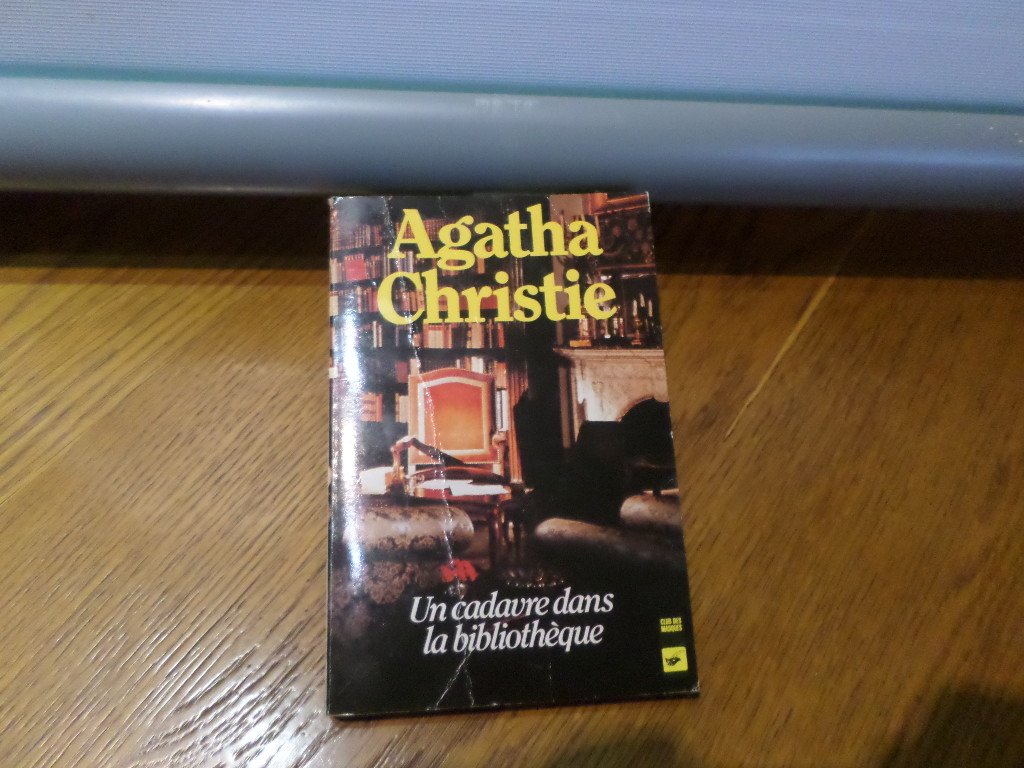 Agatha
Christie
Un cadavre dans
la bibliothèque
CLUB DES
MASQUES